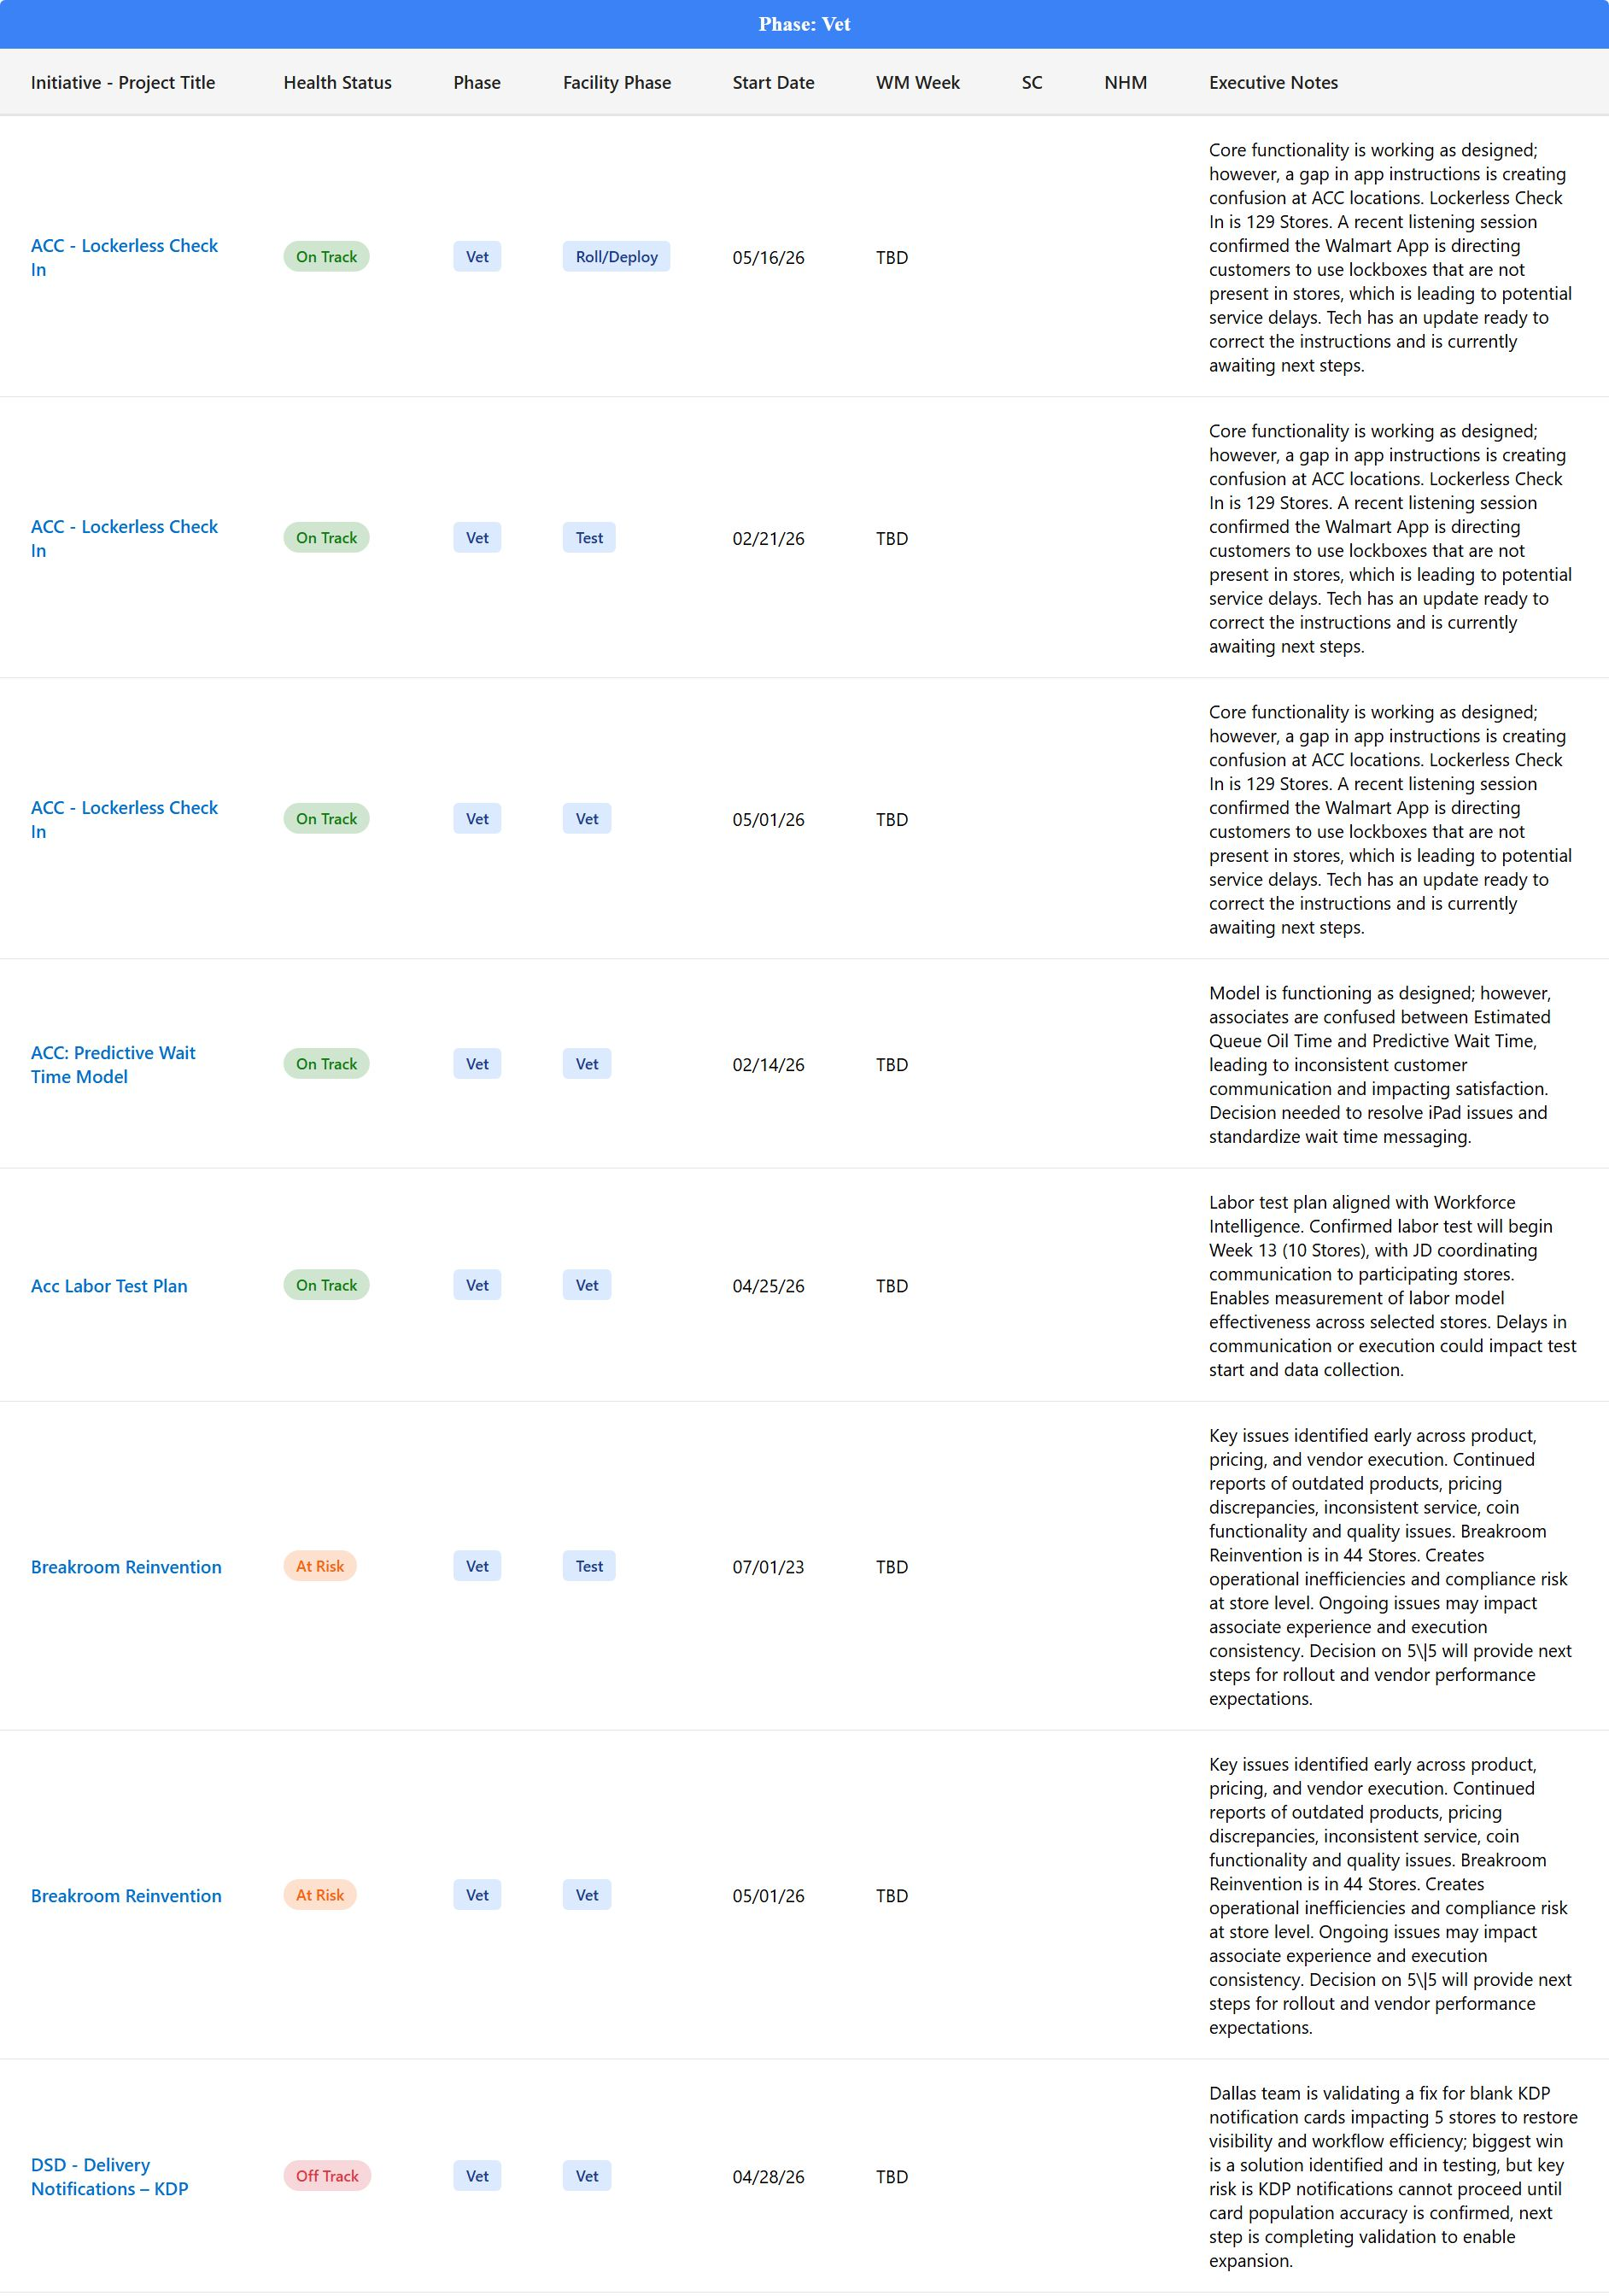 Phase: Vet
Initiative - Project Title Health Status Phase Facility Phase Start Date WM Week SC NHM Executive Notes
ACC - Lockerless Check
In
On Track Vet Roll/Deploy 05/16/26 TBD
Core functionality is working as designed;
however, a gap in app instructions is creating
confusion at ACC locations. Lockerless Check
In is 129 Stores. A recent listening session
confirmed the Walmart App is directing
customers to use lockboxes that are not
present in stores, which is leading to potential
service delays. Tech has an update ready to
correct the instructions and is currently
awaiting next steps.
ACC - Lockerless Check
In
On Track Vet Test 02/21/26 TBD
Core functionality is working as designed;
however, a gap in app instructions is creating
confusion at ACC locations. Lockerless Check
In is 129 Stores. A recent listening session
confirmed the Walmart App is directing
customers to use lockboxes that are not
present in stores, which is leading to potential
service delays. Tech has an update ready to
correct the instructions and is currently
awaiting next steps.
ACC - Lockerless Check
In
On Track Vet Vet 05/01/26 TBD
Core functionality is working as designed;
however, a gap in app instructions is creating
confusion at ACC locations. Lockerless Check
In is 129 Stores. A recent listening session
confirmed the Walmart App is directing
customers to use lockboxes that are not
present in stores, which is leading to potential
service delays. Tech has an update ready to
correct the instructions and is currently
awaiting next steps.
ACC: Predictive Wait
Time Model
On Track Vet Vet 02/14/26 TBD
Model is functioning as designed; however,
associates are confused between Estimated
Queue Oil Time and Predictive Wait Time,
leading to inconsistent customer
communication and impacting satisfaction.
Decision needed to resolve iPad issues and
standardize wait time messaging.
Acc Labor Test Plan
On Track Vet Vet 04/25/26 TBD
Labor test plan aligned with Workforce
Intelligence. Confirmed labor test will begin
Week 13 (10 Stores), with JD coordinating
communication to participating stores.
Enables measurement of labor model
effectiveness across selected stores. Delays in
communication or execution could impact test
start and data collection.
Breakroom Reinvention
At Risk Vet Test 07/01/23 TBD
Key issues identified early across product,
pricing, and vendor execution. Continued
reports of outdated products, pricing
discrepancies, inconsistent service, coin
functionality and quality issues. Breakroom
Reinvention is in 44 Stores. Creates
operational inefficiencies and compliance risk
at store level. Ongoing issues may impact
associate experience and execution
consistency. Decision on 5\|5 will provide next
steps for rollout and vendor performance
expectations.
Breakroom Reinvention
At Risk Vet Vet 05/01/26 TBD
Key issues identified early across product,
pricing, and vendor execution. Continued
reports of outdated products, pricing
discrepancies, inconsistent service, coin
functionality and quality issues. Breakroom
Reinvention is in 44 Stores. Creates
operational inefficiencies and compliance risk
at store level. Ongoing issues may impact
associate experience and execution
consistency. Decision on 5\|5 will provide next
steps for rollout and vendor performance
expectations.
DSD - Delivery
Notifications – KDP
Off Track Vet Vet 04/28/26 TBD
Dallas team is validating a fix for blank KDP
notification cards impacting 5 stores to restore
visibility and workflow efficiency; biggest win
is a solution identified and in testing, but key
risk is KDP notifications cannot proceed until
card population accuracy is confirmed, next
step is completing validation to enable
expansion.